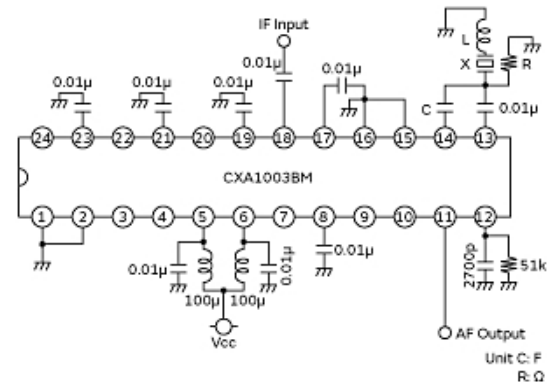 IF Input
L
X
R
0.01μ
0.01μ 0.01μ 0.01μ 0.01μ
C
0.01μ
24 23 22 21 20 19 18 17 16 15 14 13
CXA1003BM
1 2 3 4 5 6 7 8 9 10 11 12
0.01μ
0.01μ
0.01μ
2700p
51k
100μ 100μ
Vcc
AF Output
Unit C: F
R: Ω